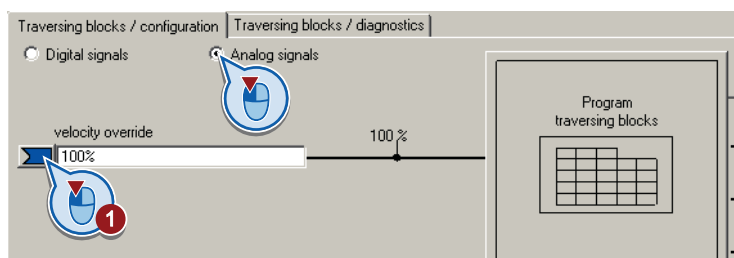 Traversing blocks / configuration
Traversing blocks / diagnostics
Digital signals
Analog signals
velocity override
100 %
100%
Program
traversing blocks
1